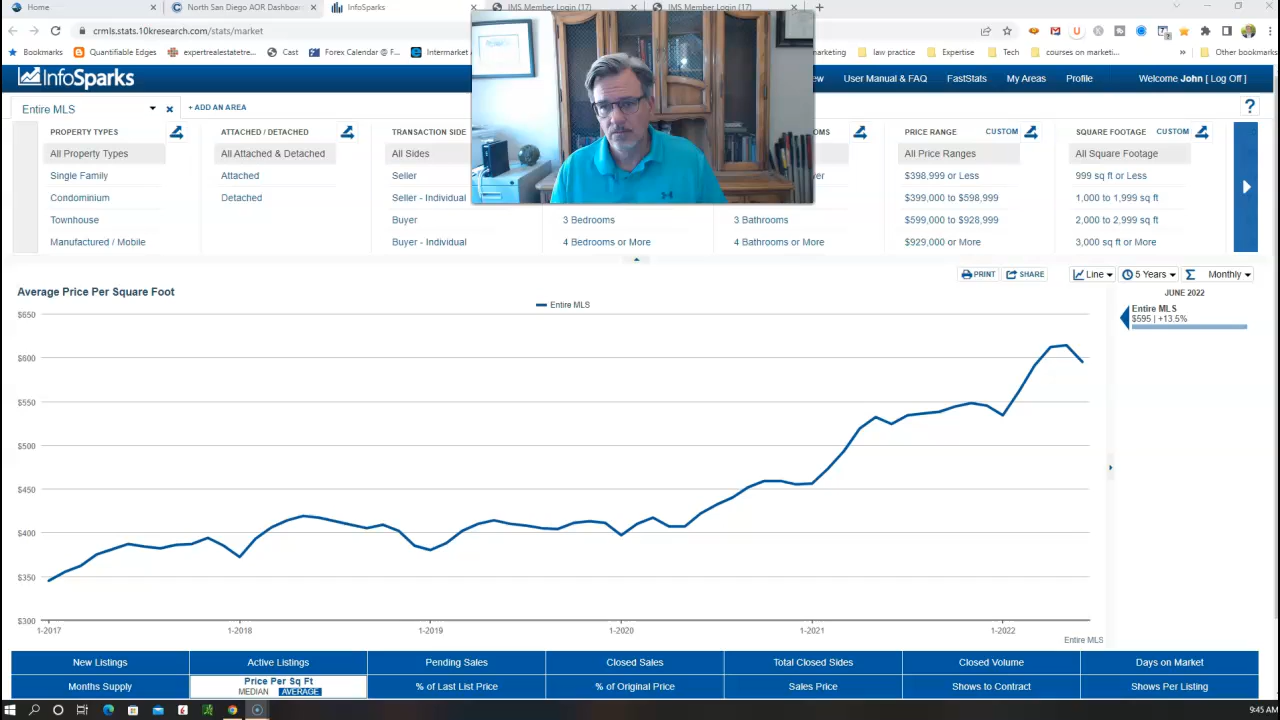 Home
North San Diego AOR Dashboar
InfoSparks
IMS Member Login (17)
IMS Member Login (17)
crmls.stats.10kresearch.com/stats/market
Bookmarks
Quantifiable Edges
expertrealestatetre...
Cast
Forex Calendar @ F...
Intermarket
marketing
law practice
Expertise
Tech
courses on marketi...
Other bookmarks
InfoSparks
User Manual & FAQ
FastStats
My Areas
Profile
Welcome John [ Log Off ]
Entire MLS
+ ADD AN AREA
?
PROPERTY TYPES
All Property Types
Single Family
Condominium
Townhouse
Manufactured / Mobile
ATTACHED / DETACHED
All Attached & Detached
Attached
Detached
TRANSACTION SIDE
All Sides
Seller
Seller - Individual
Buyer
Buyer - Individual
3 Bedrooms
4 Bedrooms or More
3 Bathrooms
4 Bathrooms or More
PRICE RANGE CUSTOM
All Price Ranges
$398,999 or Less
$399,000 to $598,999
$599,000 to $928,999
$929,000 or More
SQUARE FOOTAGE CUSTOM
All Square Footage
999 sq ft or Less
1,000 to 1,999 sq ft
2,000 to 2,999 sq ft
3,000 sq ft or More
PRINT
SHARE
Line
5 Years
Σ Monthly
Average Price Per Square Foot
Entire MLS
JUNE 2022
Entire MLS
$595 | +13.5%
$650
$600
$550
$500
$450
$400
$350
$300
1-2017
1-2018
1-2019
1-2020
1-2021
1-2022
Entire MLS
New Listings
Active Listings
Pending Sales
Closed Sales
Total Closed Sides
Closed Volume
Days on Market
Months Supply
Price Per Sq Ft
MEDIAN AVERAGE
% of Last List Price
% of Original Price
Sales Price
Shows to Contract
Shows Per Listing
9:45 AM